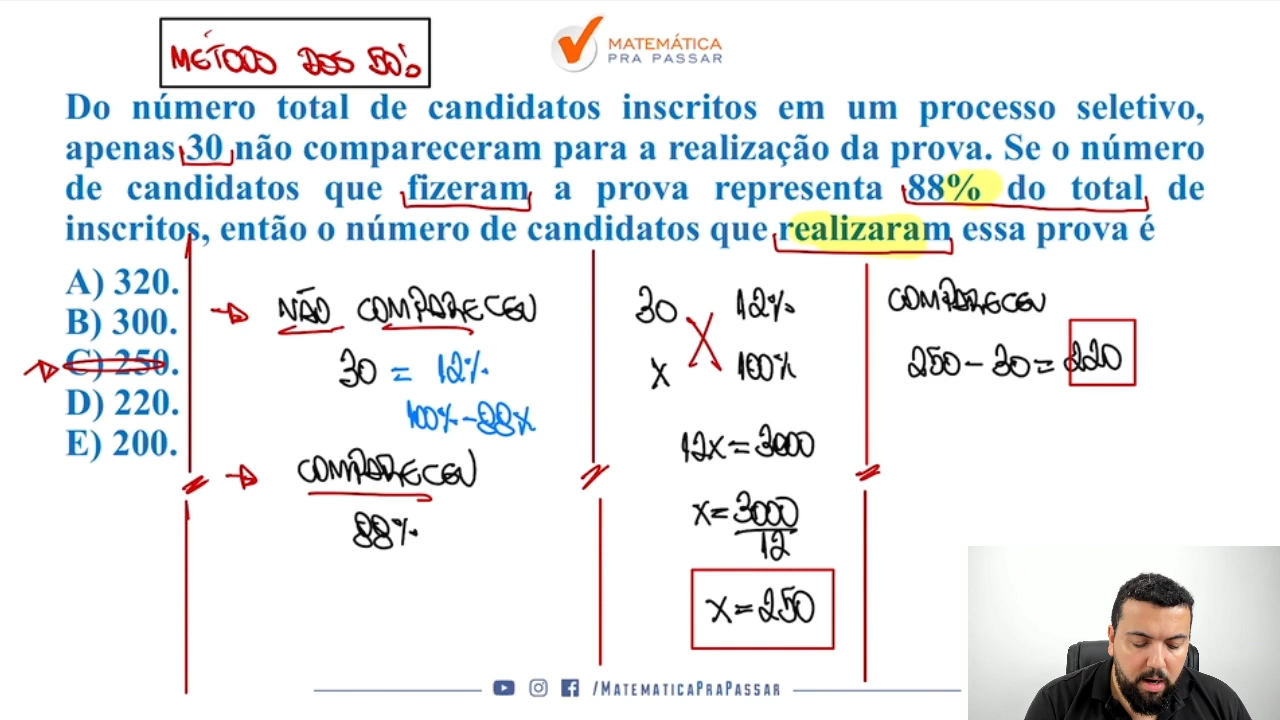 MÉTODO DOS 50's
MATEMÁTICA
PRA PASSAR
Do número total de candidatos inscritos em um processo seletivo,
apenas 30 não compareceram para a realização da prova. Se o número
de candidatos que fizeram a prova representa 88% do total de
inscritos, então o número de candidatos que realizaram essa prova é
A) 320.
B) 300.
C) 250.
D) 220.
E) 200.
NÃO COMPARECEU
30 = 12%
100% - 88%
COMPARECEU
88%
30 12%
x 100%
12x = 3000
x = 3000
12
x = 250
COMPARECEU
250 - 30 = 220
/MATEMATICAPRAPASSAR